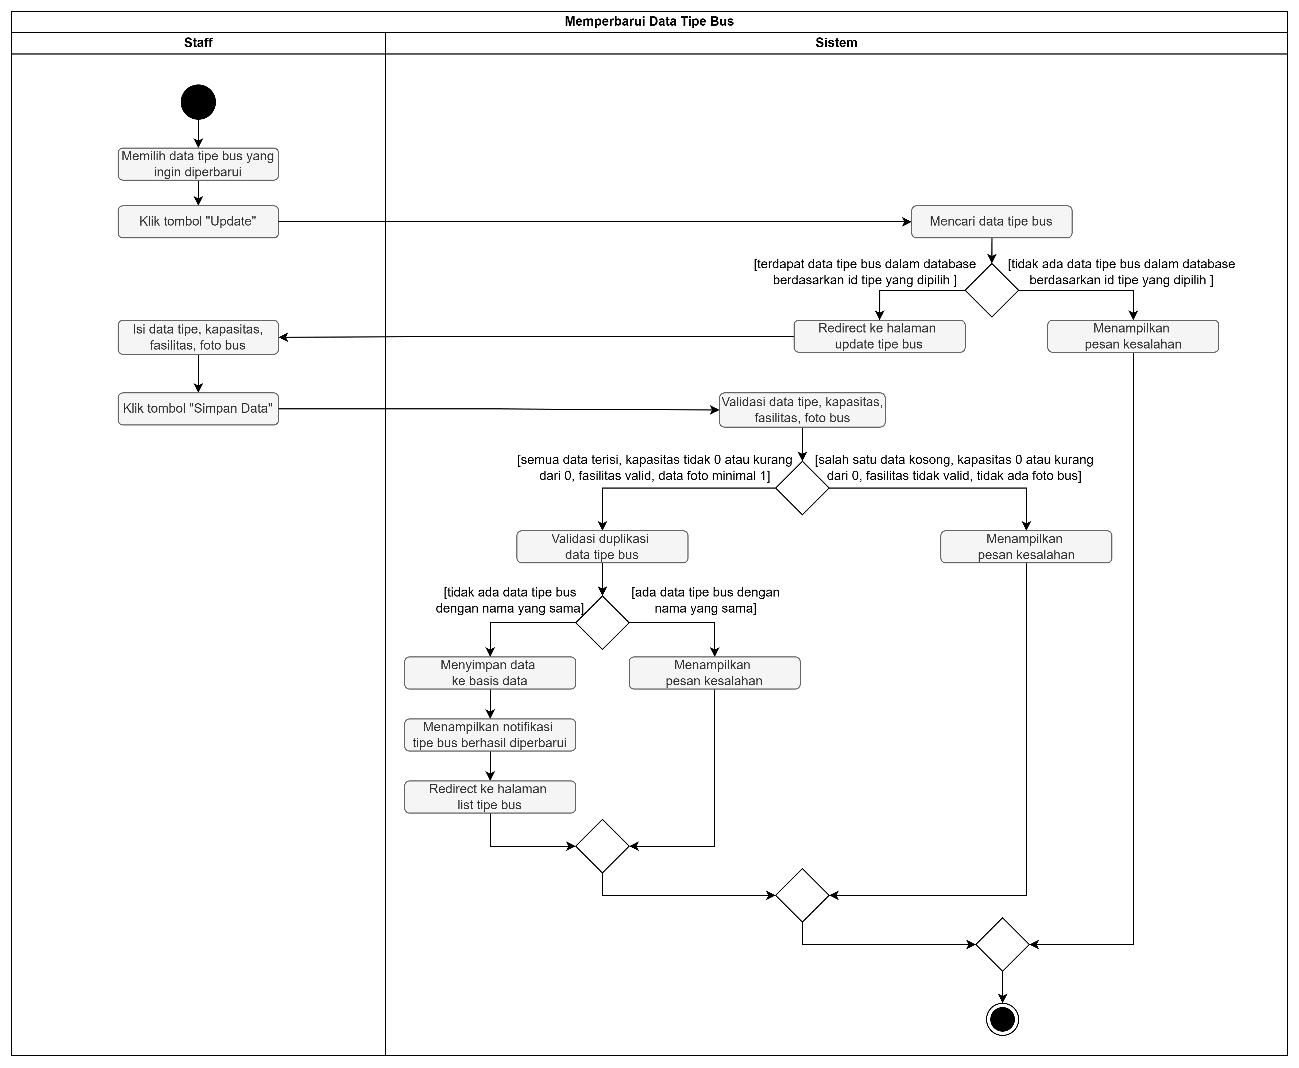 Memperbarui Data Tipe Bus
Staff
Sistem
Memilih data tipe bus yang
ingin diperbarui
Klik tombol "Update"
Mencari data tipe bus
[terdapat data tipe bus dalam database
berdasarkan id tipe yang dipilih ]
[tidak ada data tipe bus dalam database
berdasarkan id tipe yang dipilih ]
Isi data tipe, kapasitas,
fasilitas, foto bus
Redirect ke halaman
update tipe bus
Menampilkan
pesan kesalahan
Klik tombol "Simpan Data"
Validasi data tipe, kapasitas,
fasilitas, foto bus
[semua data terisi, kapasitas tidak 0 atau kurang
dari 0, fasilitas valid, data foto minimal 1]
[salah satu data kosong, kapasitas 0 atau kurang
dari 0, fasilitas tidak valid, tidak ada foto bus]
Validasi duplikasi
data tipe bus
Menampilkan
pesan kesalahan
[tidak ada data tipe bus
dengan nama yang sama]
[ada data tipe bus dengan
nama yang sama]
Menyimpan data
ke basis data
Menampilkan
pesan kesalahan
Menampilkan notifikasi
tipe bus berhasil diperbarui
Redirect ke halaman
list tipe bus